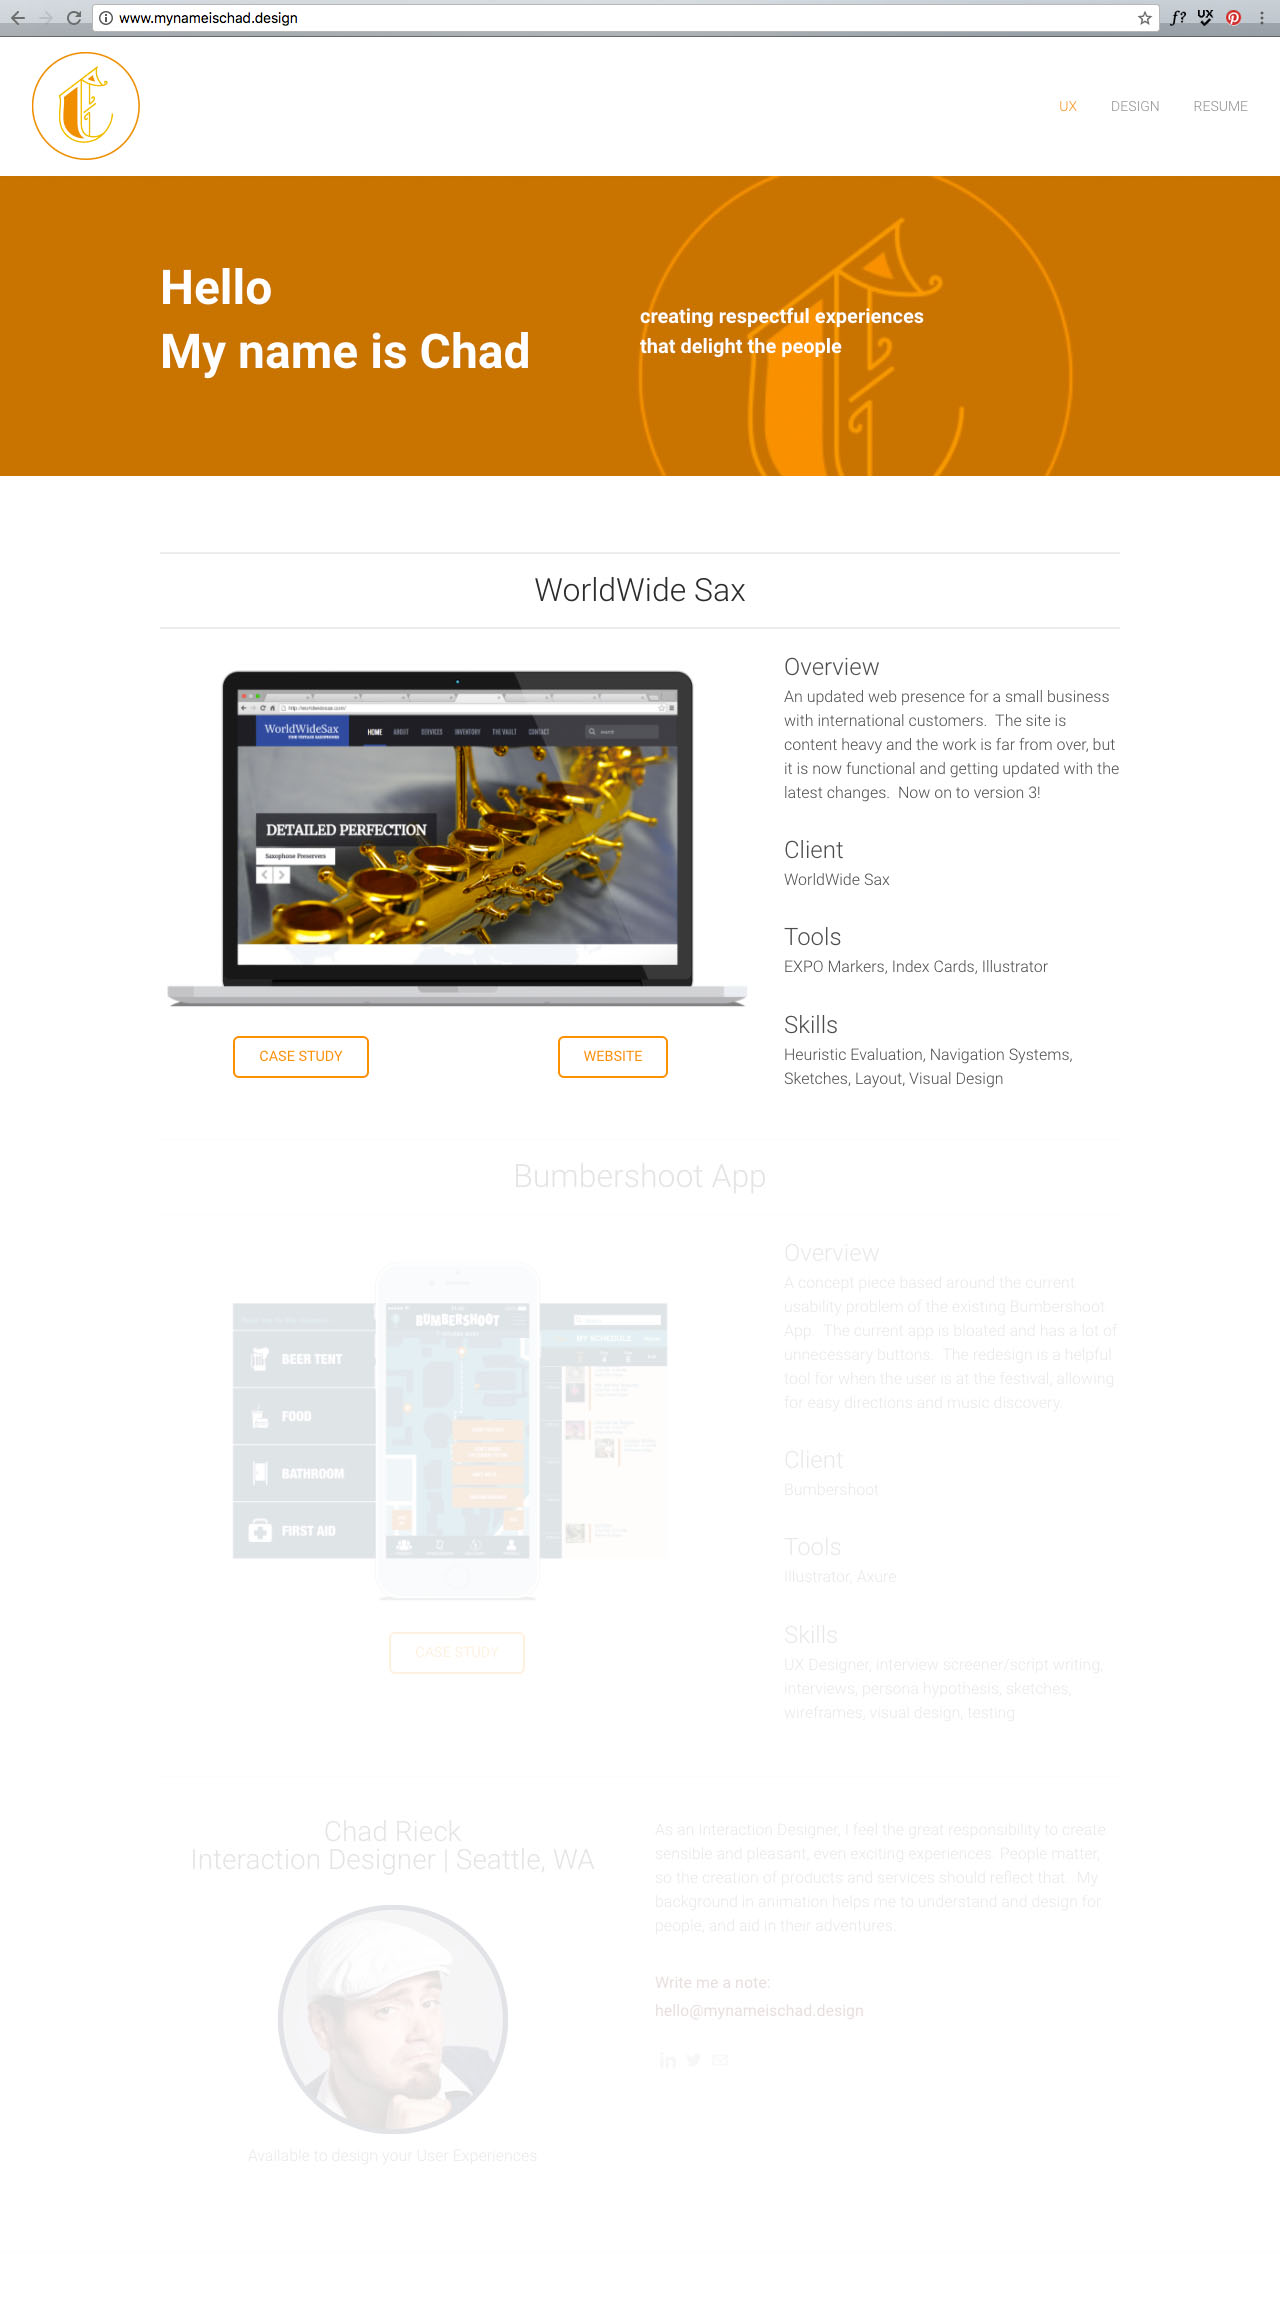 www.mynameischad.design
f?
UX
UX
DESIGN
RESUME
Hello
My name is Chad
creating respectful experiences
that delight the people
WorldWide Sax
WorldWideSax
HOME
ABOUT
SERVICES
INVENTORY
THE VAULT
CONTACT
search
DETAILED PERFECTION
Saxophone Preservers
CASE STUDY
WEBSITE
Overview
An updated web presence for a small business
with international customers.  The site is
content heavy and the work is far from over, but
it is now functional and getting updated with the
latest changes.  Now on to version 3!
Client
WorldWide Sax
Tools
EXPO Markers, Index Cards, Illustrator
Skills
Heuristic Evaluation, Navigation Systems,
Sketches, Layout, Visual Design
Bumbershoot App
BEER TENT
FOOD
BATHROOM
FIRST AID
BUMBERSHOOT
MY SCHEDULE
CASE STUDY
Overview
A concept piece based around the current
usability problem of the existing Bumbershoot
App.  The current app is bloated and has a lot of
unnecessary buttons.  The redesign is a helpful
tool for when the user is at the festival, allowing
for easy directions and music discovery.
Client
Bumbershoot
Tools
Illustrator, Axure
Skills
UX Designer, interview screener/script writing,
interviews, persona hypothesis, sketches,
wireframes, visual design, testing
Chad Rieck
Interaction Designer | Seattle, WA
Available to design your User Experiences
As an Interaction Designer, I feel the great responsibility to create
sensible and pleasant, even exciting experiences. People matter,
so the creation of products and services should reflect that.  My
background in animation helps me to understand and design for
people, and aid in their adventures.
Write me a note:
hello@mynameischad.design